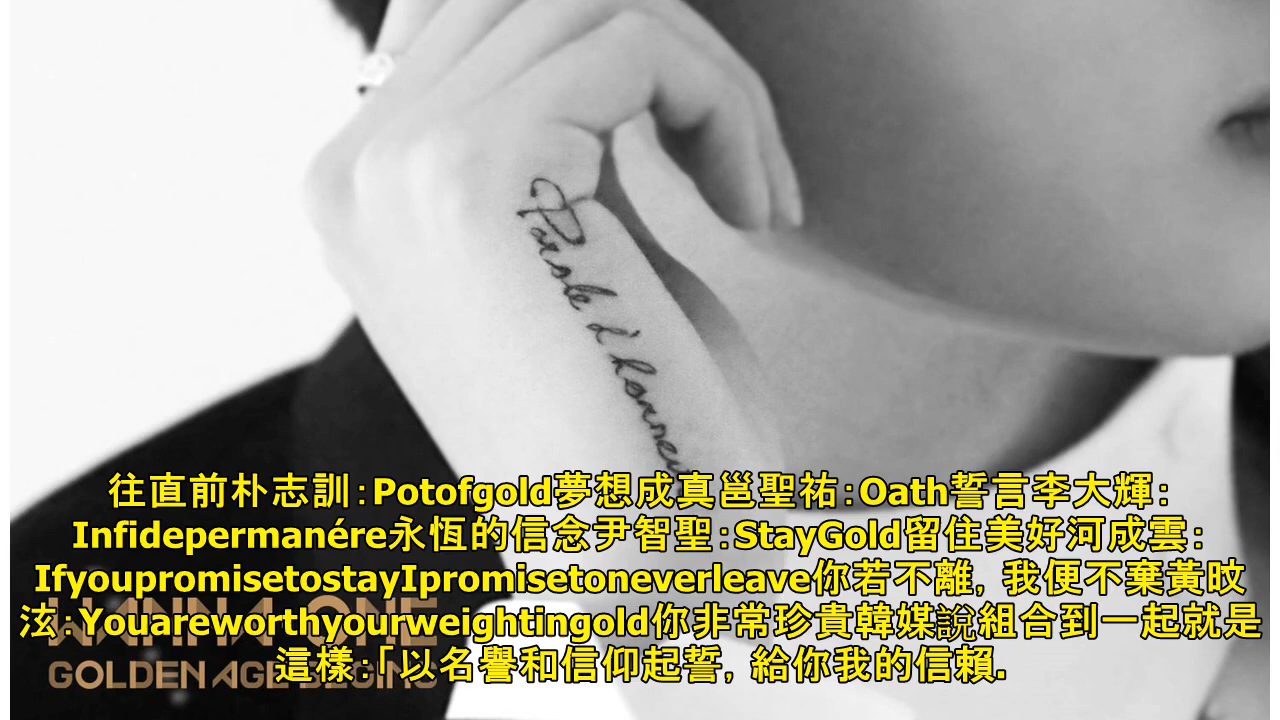 Parole d'honneur
往直前朴志訓：Potofgold夢想成真邕聖祐：Oath誓言李大輝：
Infidepermanére永恆的信念尹智聖：StayGold留住美好河成雲：
IfyoupromisetostayIpromisetoneverleave你若不離，我便不棄黃旼
泫：Youareworthyourweightingold你非常珍貴韓媒說組合到一起就是
這樣：「以名譽和信仰起誓，給你我的信賴.
WANNA ONE
GOLDEN AGE BEGINS